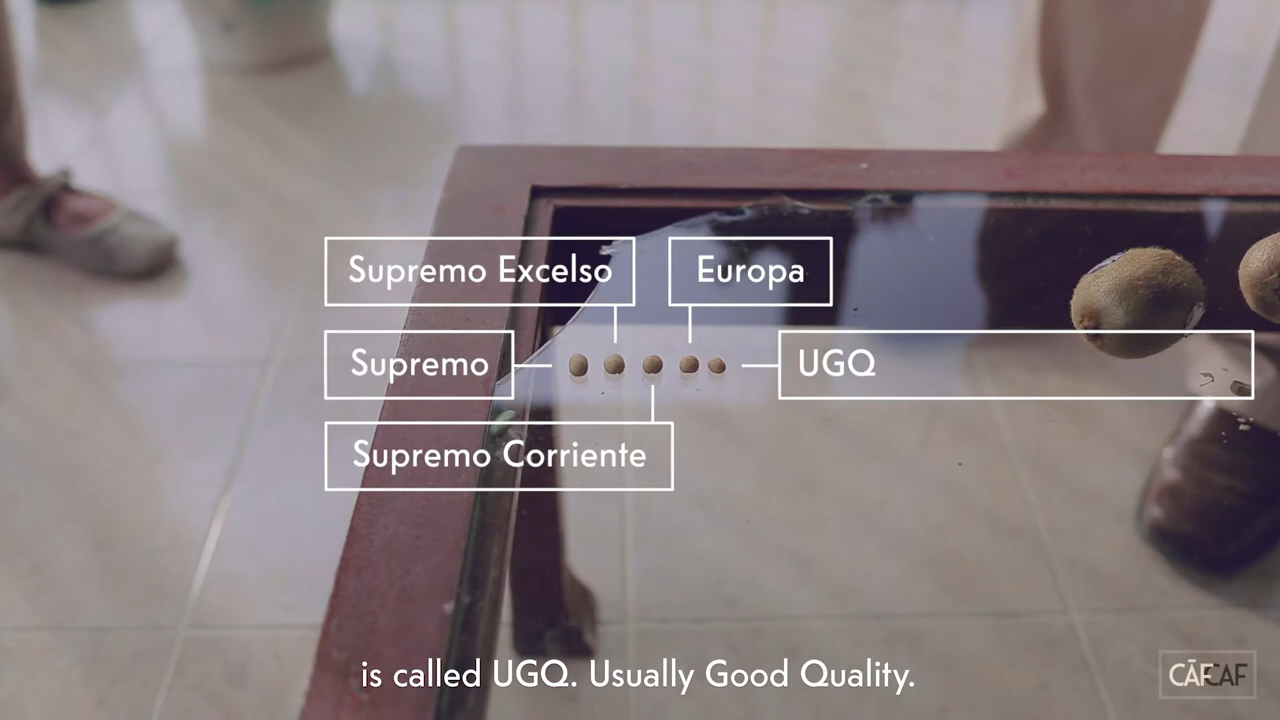 Supremo Excelso
Europa
Supremo
UGQ
Supremo Corriente
is called UGQ. Usually Good Quality.
CĀFCAF